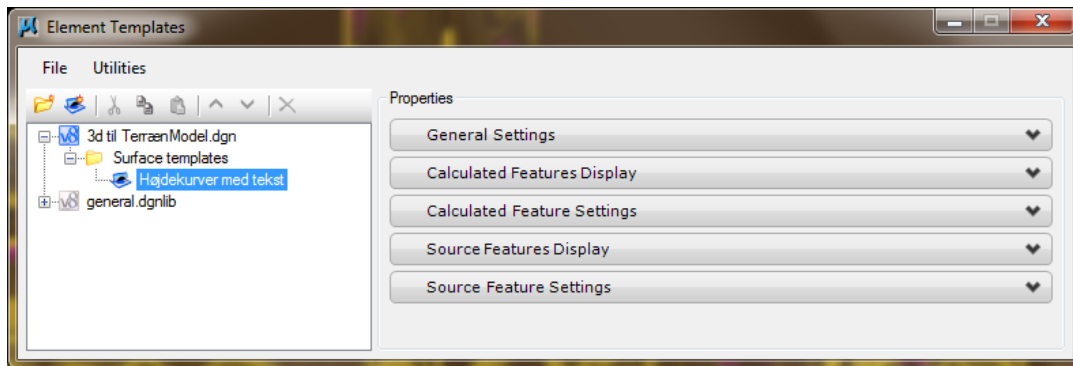 Element Templates
File Utilities
Properties
3d til TerrænModel.dgn
Surface templates
Højdekurver med tekst
general.dgnlib
General Settings
Calculated Features Display
Calculated Feature Settings
Source Features Display
Source Feature Settings